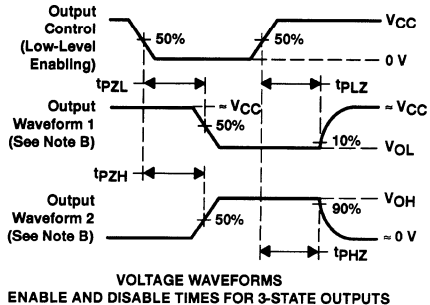 Output
Control
(Low-Level
Enabling)
50%
50%
VCC
0 V
tPZL
tPLZ
Output
Waveform 1
(See Note B)
≈ VCC
50%
≈ VCC
10%
VOL
tPZH
Output
Waveform 2
(See Note B)
50%
VOH
90%
≈ 0 V
tPHZ
VOLTAGE WAVEFORMS
ENABLE AND DISABLE TIMES FOR 3-STATE OUTPUTS